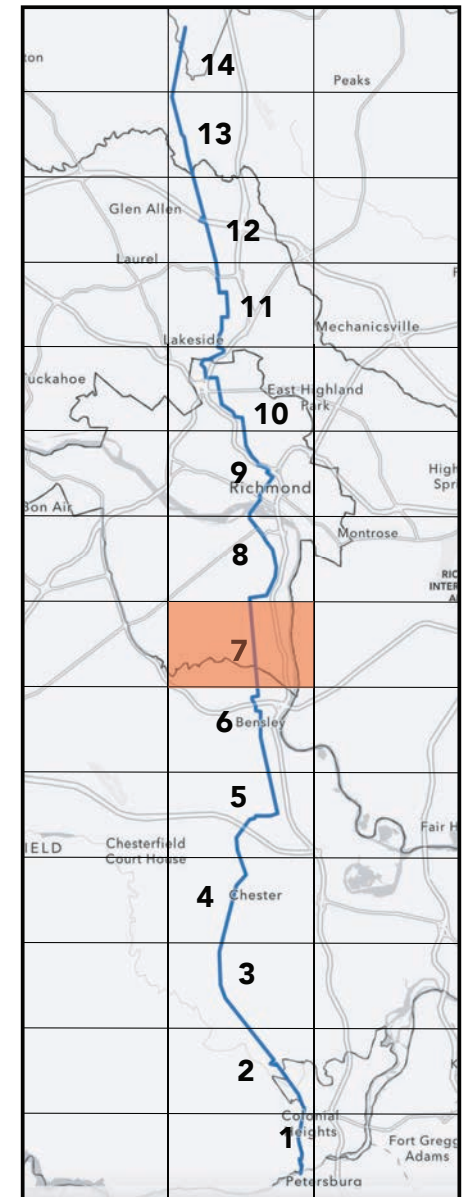 ton
14
Peaks
13
Glen Allen
12
Laurel
F
11
Mechanicsville
Lakeside
uckahoe
East Highland
Park
10
9
High
Spri
Richmond
Bon Air
8
Montrose
RIC
INTER
A
7
6
Bensley
5
Fair H
IELD
Chesterfield
Court House
4
Chester
3
2
K
Colonial
Heights
1
Fort Gregg
Adams
Petersburg